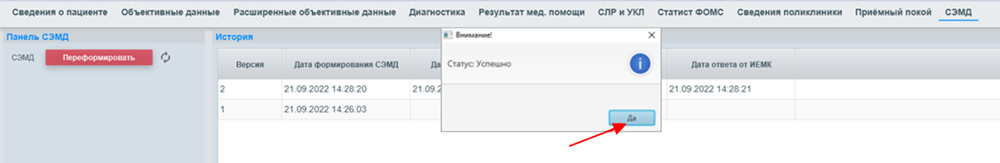 Сведения о пациенте Объективные данные Расширенные объективные данные Диагностика Результат мед. помощи СЛР и УКЛ Статист ФОМС Сведения поликлиники Приёмный покой СЭМД
Панель СЭМД История Внимание!
СЭМД Переформировать
Версия Дата формирования СЭМД Да Дата ответа от ИЕМК
Статус: Успешно
2 21.09.2022 14:28:20 21.09.2 21.09.2022 14:28:21
1 21.09.2022 14:26:03
Да